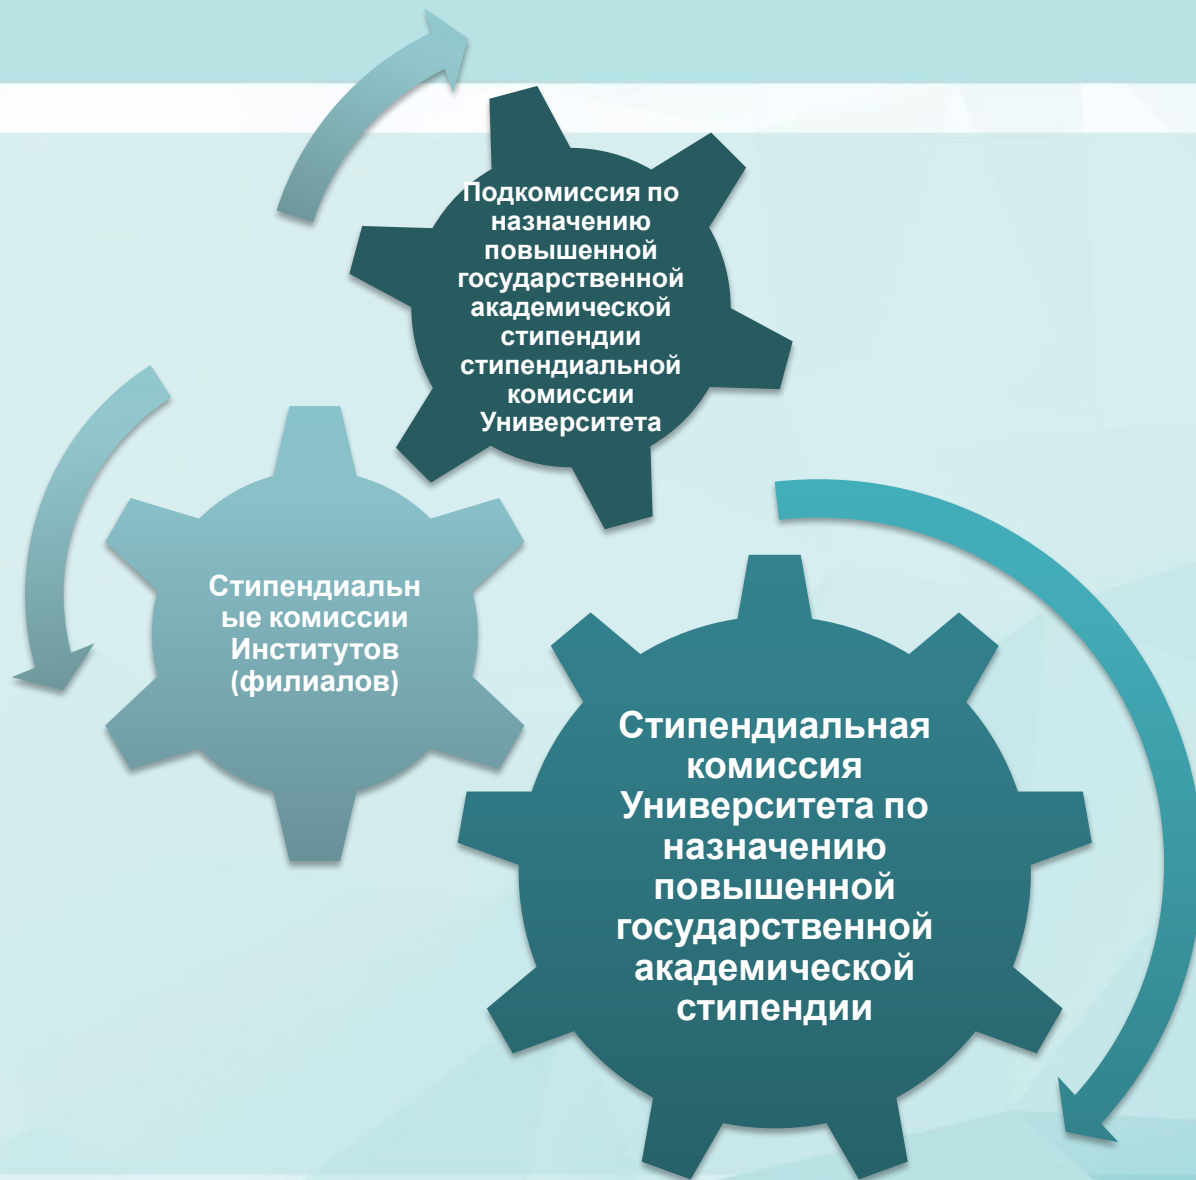 Подкомиссия по
назначению
повышенной
государственной
академической
стипендии
стипендиальной
комиссии
Университета
Стипендиальн
ые комиссии
Институтов
(филиалов)
Стипендиальная
комиссия
Университета по
назначению
повышенной
государственной
академической
стипендии